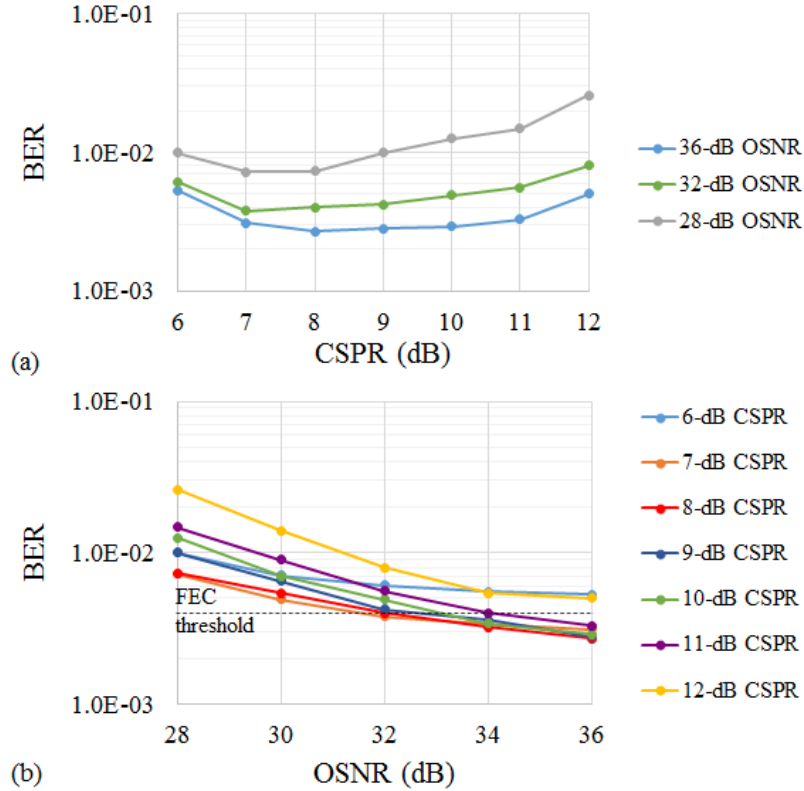 1.0E-01
1.0E-02
1.0E-03
BER
6 7 8 9 10 11 12
CSPR (dB)
36-dB OSNR
32-dB OSNR
28-dB OSNR
(a)
1.0E-01
1.0E-02
1.0E-03
BER
FEC
threshold
28 30 32 34 36
OSNR (dB)
6-dB CSPR
7-dB CSPR
8-dB CSPR
9-dB CSPR
10-dB CSPR
11-dB CSPR
12-dB CSPR
(b)